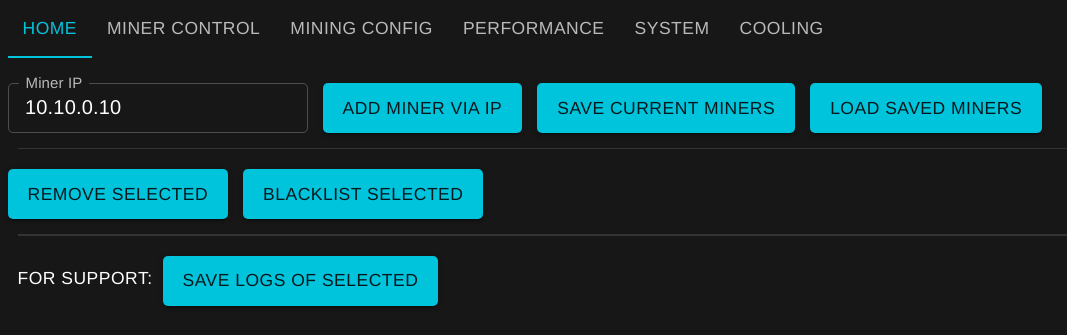 HOME MINER CONTROL MINING CONFIG PERFORMANCE SYSTEM COOLING
Miner IP
10.10.0.10 ADD MINER VIA IP SAVE CURRENT MINERS LOAD SAVED MINERS
REMOVE SELECTED BLACKLIST SELECTED
FOR SUPPORT: SAVE LOGS OF SELECTED